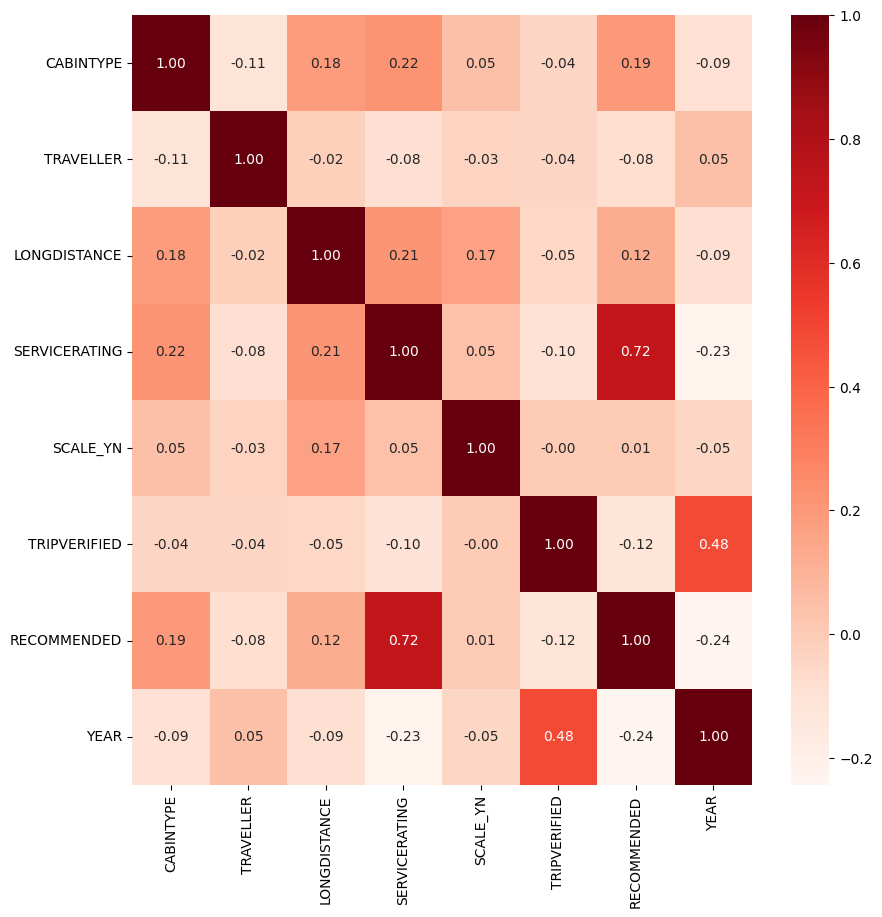 CABINTYPE 1.00 -0.11 0.18 0.22 0.05 -0.04 0.19 -0.09
TRAVELLER -0.11 1.00 -0.02 -0.08 -0.03 -0.04 -0.08 0.05
LONGDISTANCE 0.18 -0.02 1.00 0.21 0.17 -0.05 0.12 -0.09
SERVICERATING 0.22 -0.08 0.21 1.00 0.05 -0.10 0.72 -0.23
SCALE_YN 0.05 -0.03 0.17 0.05 1.00 -0.00 0.01 -0.05
TRIPVERIFIED -0.04 -0.04 -0.05 -0.10 -0.00 1.00 -0.12 0.48
RECOMMENDED 0.19 -0.08 0.12 0.72 0.01 -0.12 1.00 -0.24
YEAR -0.09 0.05 -0.09 -0.23 -0.05 0.48 -0.24 1.00
CABINTYPE
TRAVELLER
LONGDISTANCE
SERVICERATING
SCALE_YN
TRIPVERIFIED
RECOMMENDED
YEAR
1.0
0.8
0.6
0.4
0.2
0.0
−0.2